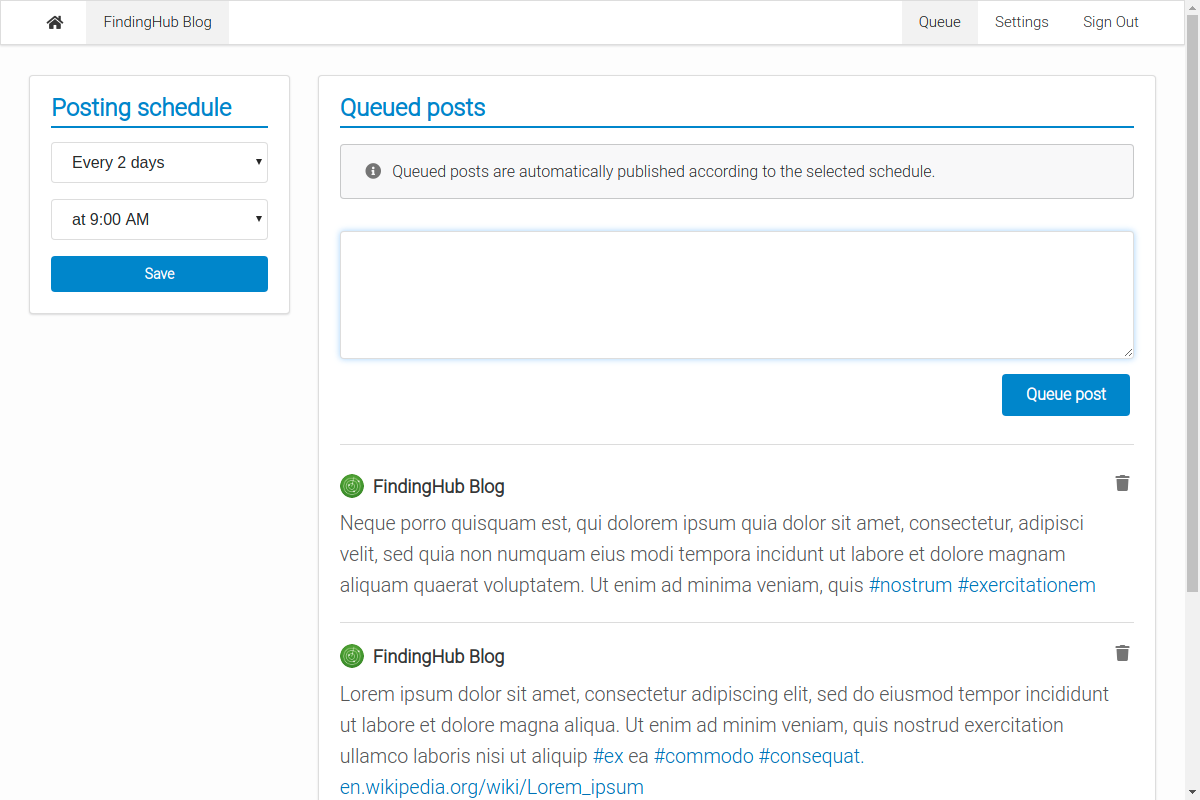 FindingHub Blog
Queue
Settings
Sign Out
Posting schedule
Every 2 days
at 9:00 AM
Save
Queued posts
Queued posts are automatically published according to the selected schedule.
Queue post
FindingHub Blog
Neque porro quisquam est, qui dolorem ipsum quia dolor sit amet, consectetur, adipisci
velit, sed quia non numquam eius modi tempora incidunt ut labore et dolore magnam
aliquam quaerat voluptatem. Ut enim ad minima veniam, quis #nostrum #exercitationem
FindingHub Blog
Lorem ipsum dolor sit amet, consectetur adipiscing elit, sed do eiusmod tempor incididunt
ut labore et dolore magna aliqua. Ut enim ad minim veniam, quis nostrud exercitation
ullamco laboris nisi ut aliquip #ex ea #commodo #consequat.
en.wikipedia.org/wiki/Lorem_ipsum